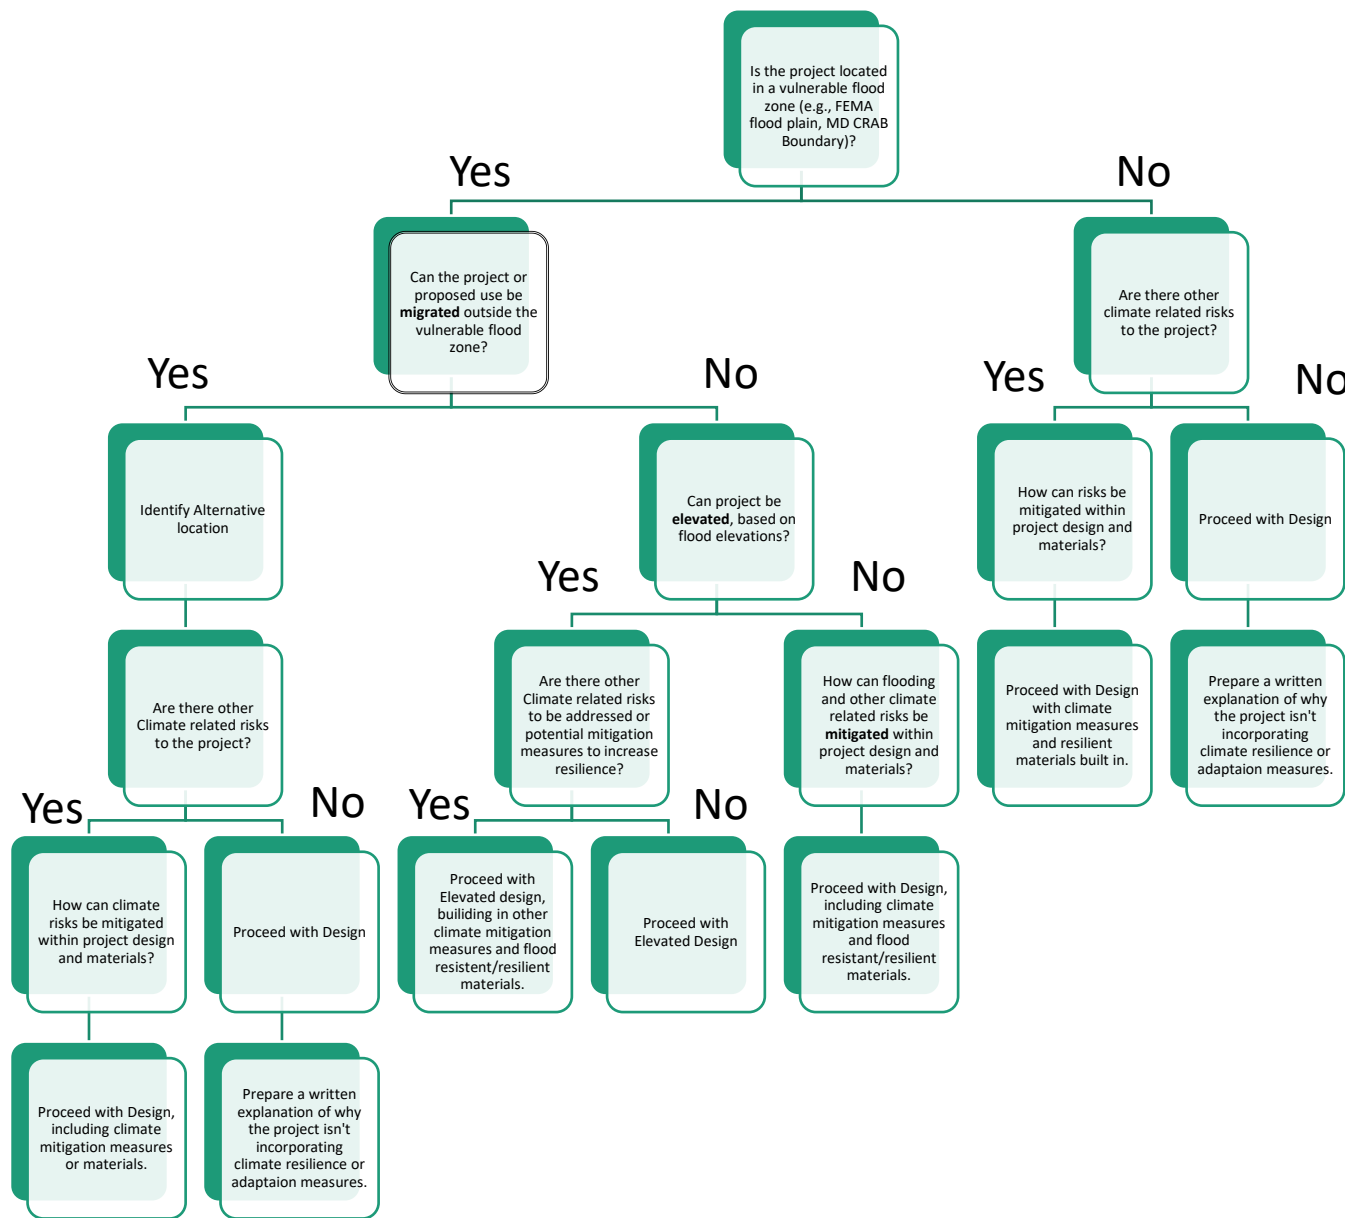 Is the project located
in a vulnerable flood
zone (e.g., FEMA
flood plain, MD CRAB
Boundary)?
Yes
No
Can the project or
proposed use be
migrated outside the
vulnerable flood
zone?
Are there other
climate related risks
to the project?
Yes
No
Yes
No
Identify Alternative
location
Can project be
elevated, based on
flood elevations?
How can risks be
mitigated within
project design and
materials?
Proceed with Design
Yes
No
Are there other
Climate related risks
to the project?
Are there other
Climate related risks
to be addressed or
potential mitigation
measures to increase
resilience?
How can flooding
and other climate
related risks be
mitigated within
project design and
materials?
Proceed with Design
with climate
mitigation measures
and resilient
materials built in.
Prepare a written
explanation of why
the project isn't
incorporating
climate resilience or
adaptaion measures.
Yes
No
Yes
No
How can climate
risks be mitigated
within project design
and materials?
Proceed with Design
Proceed with
Elevated design,
builiding in other
climate mitigation
measures and flood
resistent/resilient
materials.
Proceed with
Elevated Design
Proceed with Design,
including climate
mitigation measures
and flood
resistant/resilient
materials.
Proceed with Design,
including climate
mitigation measures
or materials.
Prepare a written
explanation of why
the project isn't
incorporating
climate resilience or
adaptaion measures.